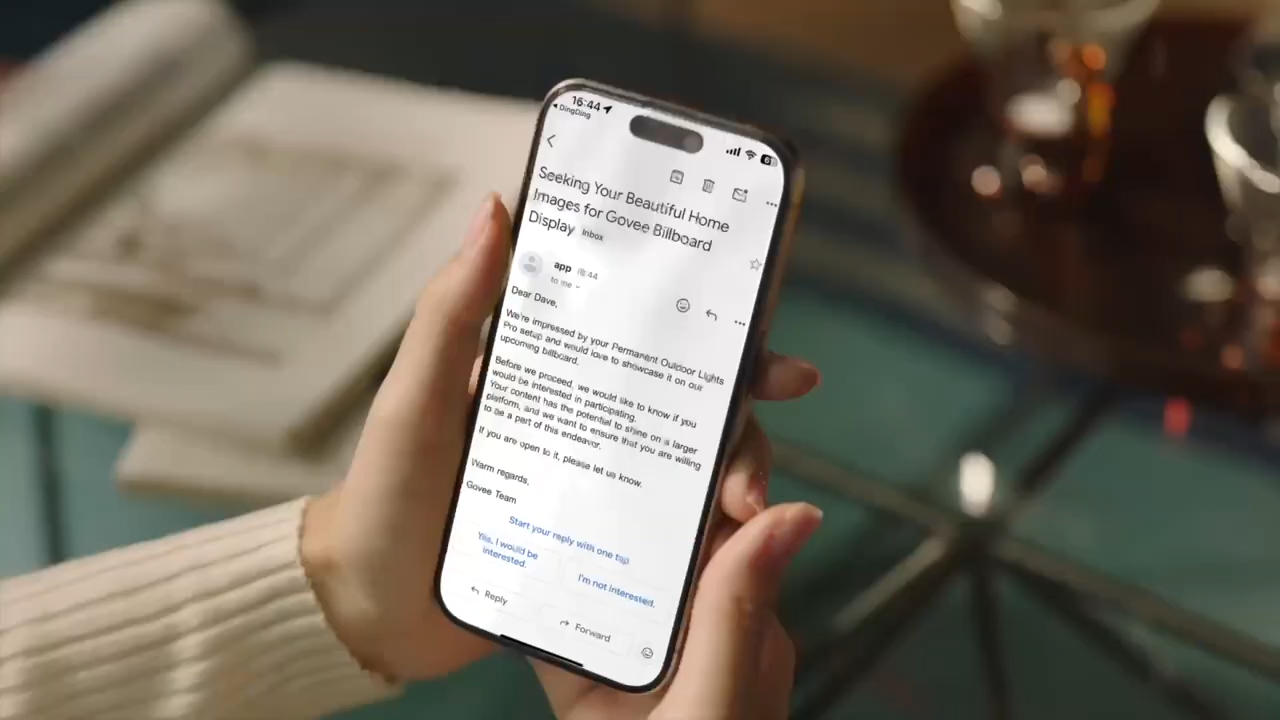 16:44
DingDing
Seeking Your Beautiful Home
Images for Govee Billboard
Display Inbox
app 16:44
to me
Dear Dave,
We're impressed by your Permanent Outdoor Lights
Pro setup and would love to showcase it on our
upcoming billboard.
Before we proceed, we would like to know if you
would be interested in participating.
Your content has the potential to shine on a larger
platform, and we want to ensure that you are willing
to be a part of this endeavor.
If you are open to it, please let us know.
Warm regards,
Govee Team
Start your reply with one tap
Yes, I would be
interested.
I'm not interested.
Reply
Forward